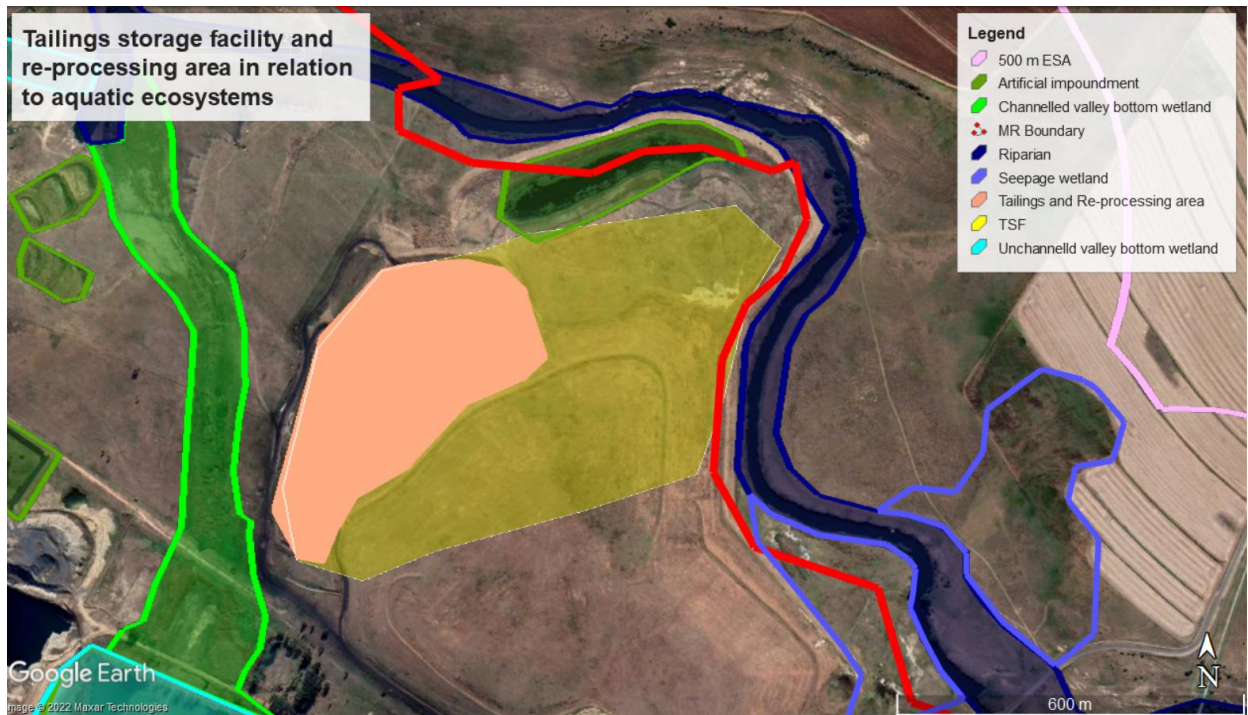 Tailings storage facility and
re-processing area in relation
to aquatic ecosystems
Legend
500 m ESA
Artificial impoundment
Channelled valley bottom wetland
MR Boundary
Riparian
Seepage wetland
Tailings and Re-processing area
TSF
Unchannelld valley bottom wetland
Google Earth
mage © 2022 Maxar Technologies
N
600 m